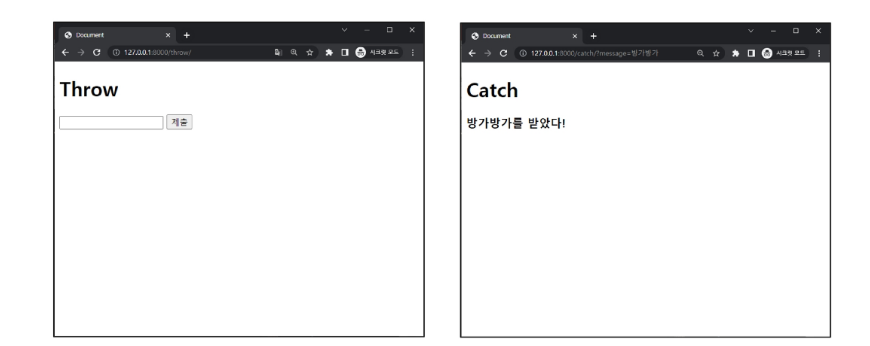 Document
127.0.0.1:8000/throw/
시크릿 모드
Throw
제출
Document
127.0.0.1:8000/catch/?message=방가방가
시크릿 모드
Catch
방가방가를 받았다!